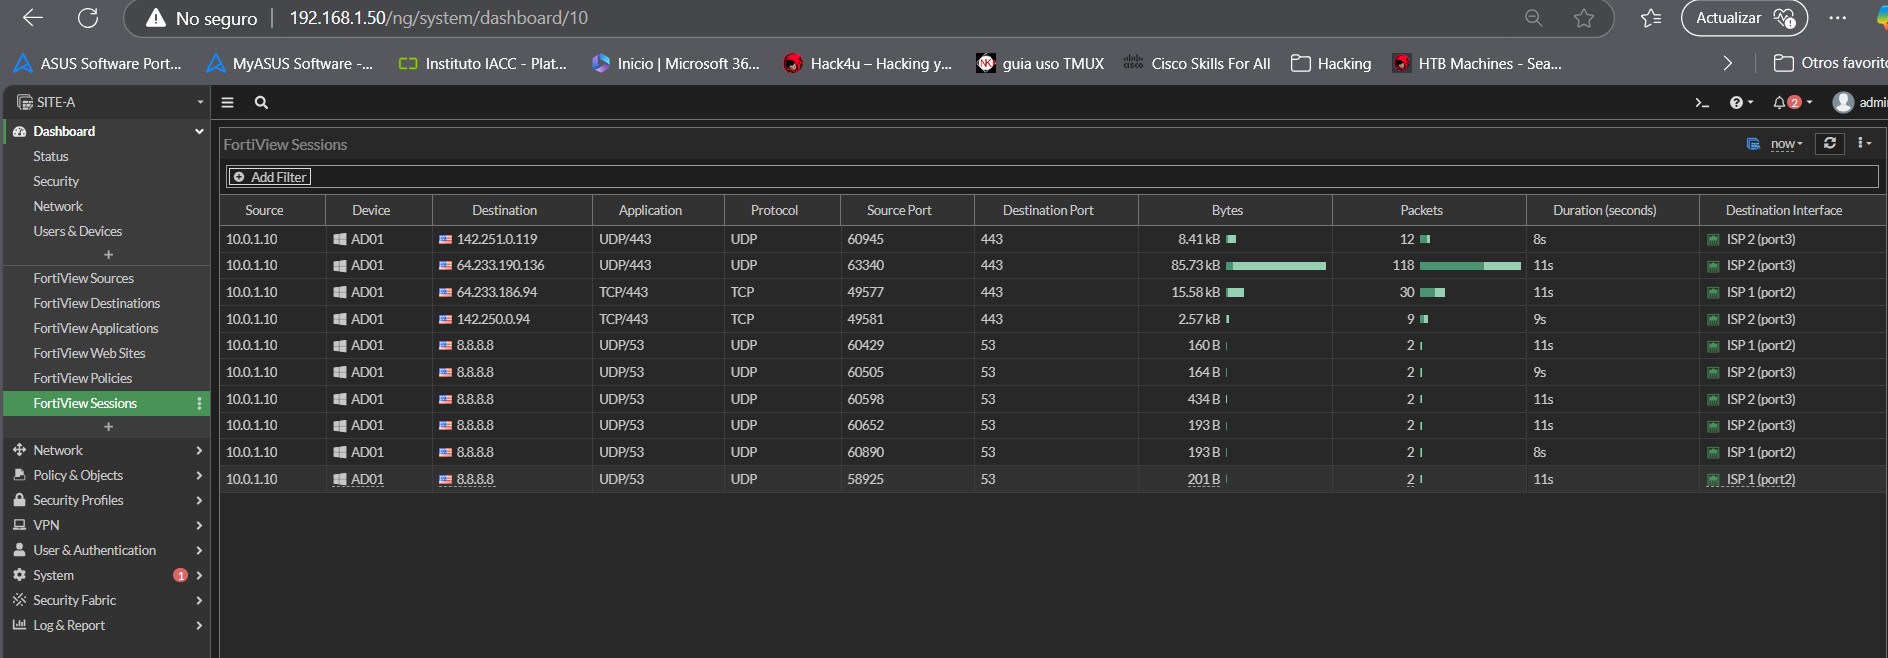 No seguro 192.168.1.50/ng/system/dashboard/10 Actualizar
ASUS Software Port... MyASUS Software -... Instituto IACC - Plat... Inicio | Microsoft 36... Hack4u – Hacking y... guia uso TMUX Cisco Skills For All Hacking HTB Machines - Sea... Otros favorito
SITE-A 2 admi
Dashboard
Status
Security
Network
Users & Devices
FortiView Sources
FortiView Destinations
FortiView Applications
FortiView Web Sites
FortiView Policies
FortiView Sessions
Network
Policy & Objects
Security Profiles
VPN
User & Authentication
System 1
Security Fabric
Log & Report
FortiView Sessions now
Add Filter
Source Device Destination Application Protocol Source Port Destination Port Bytes Packets Duration (seconds) Destination Interface
10.0.1.10 AD01 142.251.0.119 UDP/443 UDP 60945 443 8.41 kB 12 8s ISP 2 (port3)
10.0.1.10 AD01 64.233.190.136 UDP/443 UDP 63340 443 85.73 kB 118 11s ISP 2 (port3)
10.0.1.10 AD01 64.233.186.94 TCP/443 TCP 49577 443 15.58 kB 30 11s ISP 1 (port2)
10.0.1.10 AD01 142.250.0.94 TCP/443 TCP 49581 443 2.57 kB 9 9s ISP 2 (port3)
10.0.1.10 AD01 8.8.8.8 UDP/53 UDP 60429 53 160 B 2 11s ISP 1 (port2)
10.0.1.10 AD01 8.8.8.8 UDP/53 UDP 60505 53 164 B 2 9s ISP 2 (port3)
10.0.1.10 AD01 8.8.8.8 UDP/53 UDP 60598 53 434 B 2 11s ISP 2 (port3)
10.0.1.10 AD01 8.8.8.8 UDP/53 UDP 60652 53 193 B 2 11s ISP 2 (port3)
10.0.1.10 AD01 8.8.8.8 UDP/53 UDP 60890 53 193 B 2 8s ISP 1 (port2)
10.0.1.10 AD01 8.8.8.8 UDP/53 UDP 58925 53 201 B 2 11s ISP 1 (port2)